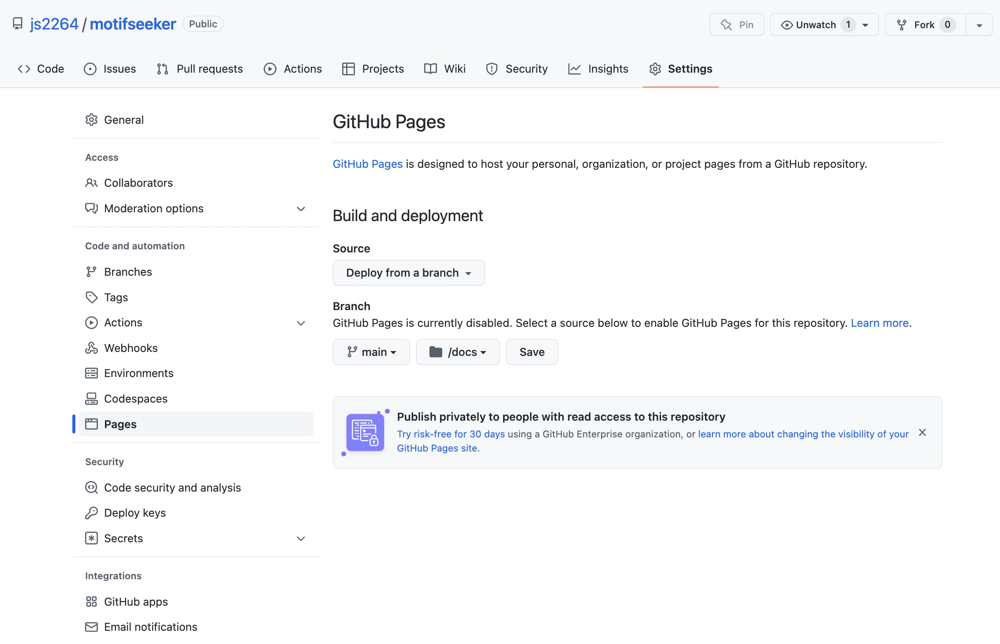 js2264 / motifseeker Public
Pin Unwatch 1 Fork 0
Code Issues Pull requests Actions Projects Wiki Security Insights Settings
General
Access
Collaborators
Moderation options
Code and automation
Branches
Tags
Actions
Webhooks
Environments
Codespaces
Pages
Security
Code security and analysis
Deploy keys
Secrets
Integrations
GitHub apps
Email notifications
GitHub Pages
GitHub Pages is designed to host your personal, organization, or project pages from a GitHub repository.
Build and deployment
Source
Deploy from a branch
Branch
GitHub Pages is currently disabled. Select a source below to enable GitHub Pages for this repository. Learn more.
main /docs Save
Publish privately to people with read access to this repository
Try risk-free for 30 days using a GitHub Enterprise organization, or learn more about changing the visibility of your
GitHub Pages site.